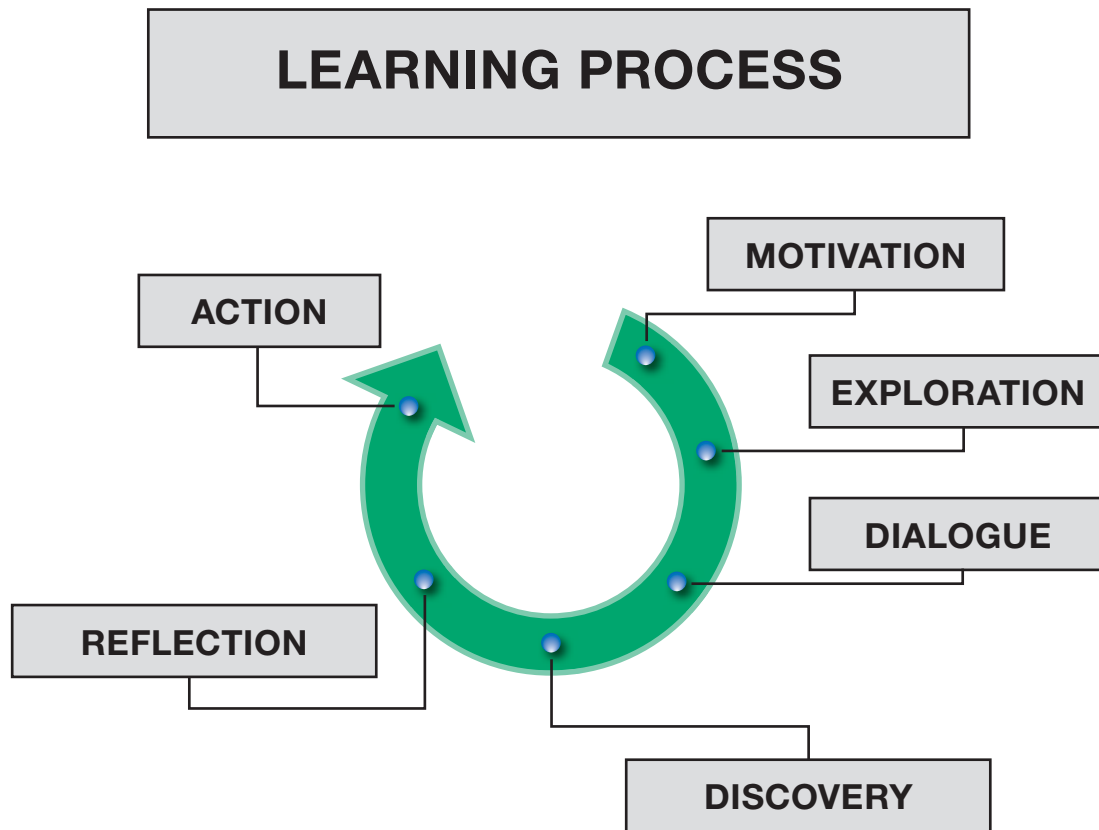 LEARNING PROCESS
MOTIVATION
EXPLORATION
DIALOGUE
DISCOVERY
REFLECTION
ACTION